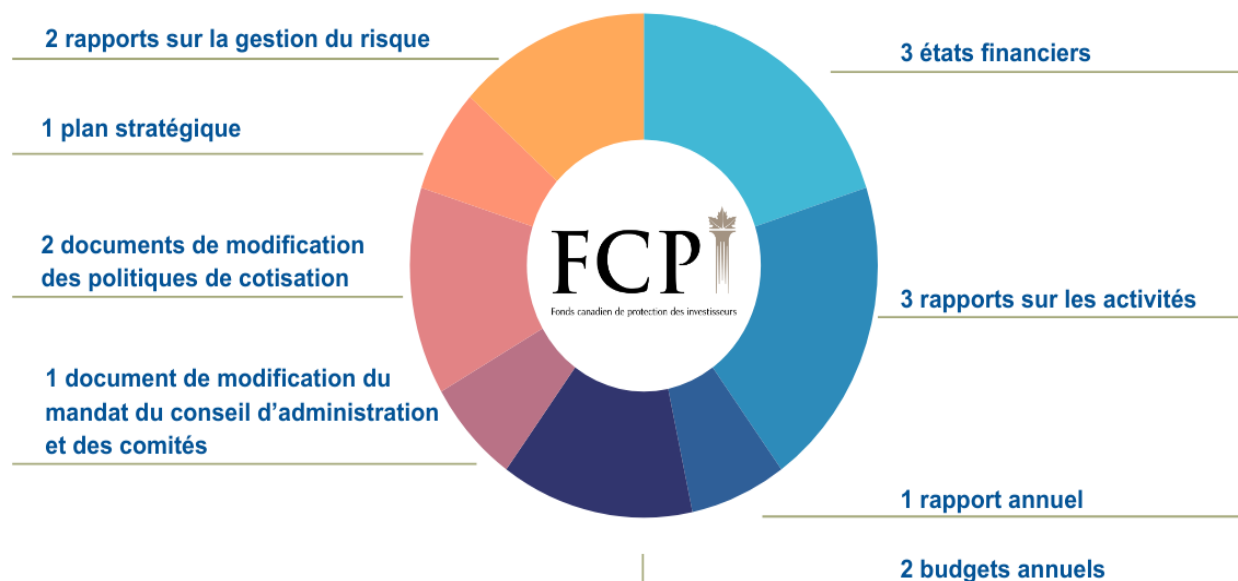 2 rapports sur la gestion du risque
3 états financiers
1 plan stratégique
2 documents de modification
des politiques de cotisation
FCPI
Fonds canadien de protection des investisseurs
3 rapports sur les activités
1 document de modification du
mandat du conseil d’administration
et des comités
1 rapport annuel
2 budgets annuels